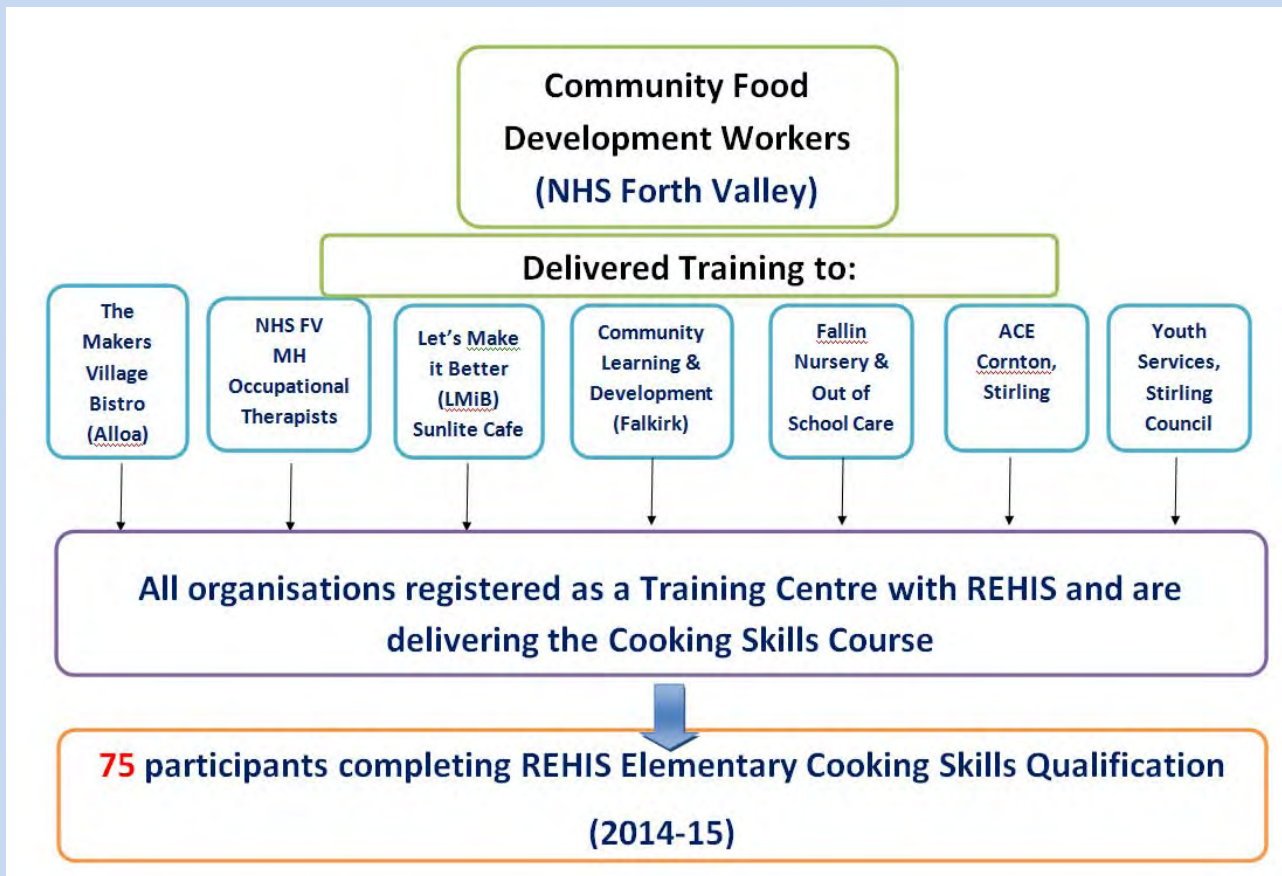 Community Food
Development Workers
(NHS Forth Valley)
Delivered Training to:
The
Makers
Village
Bistro
(Alloa)
NHS FV
MH
Occupational
Therapists
Let's Make
it Better
(LMiB)
Sunlite Cafe
Community
Learning &
Development
(Falkirk)
Fallin
Nursery &
Out of
School Care
ACE
Cornton,
Stirling
Youth
Services,
Stirling
Council
All organisations registered as a Training Centre with REHIS and are
delivering the Cooking Skills Course
75 participants completing REHIS Elementary Cooking Skills Qualification
(2014-15)